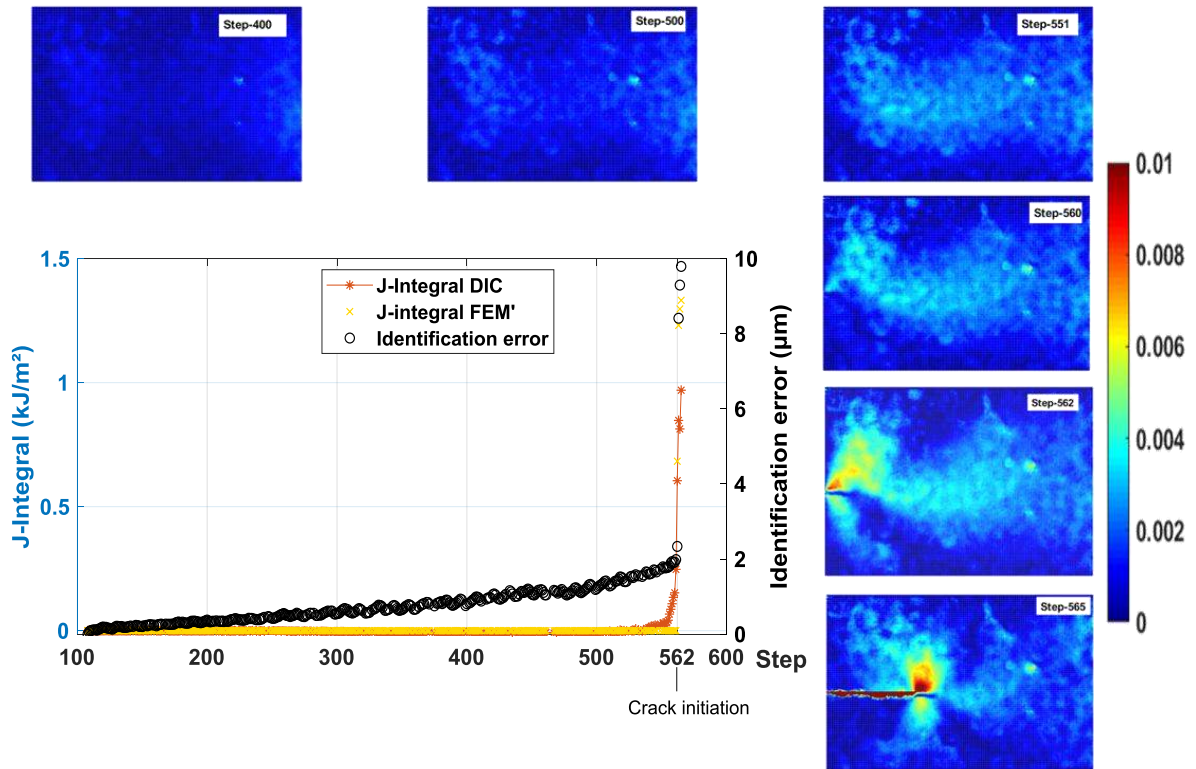 Step-400
Step-500
Step-551
Step-560
Step-562
Step-565
0.01
0.008
0.006
0.004
0.002
0
1.5
1
0.5
0
J-Integral (kJ/m²)
J-Integral DIC
J-integral FEM'
Identification error
10
8
6
4
2
0
Identification error (μm)
100 200 300 400 500 562 600 Step
Crack initiation